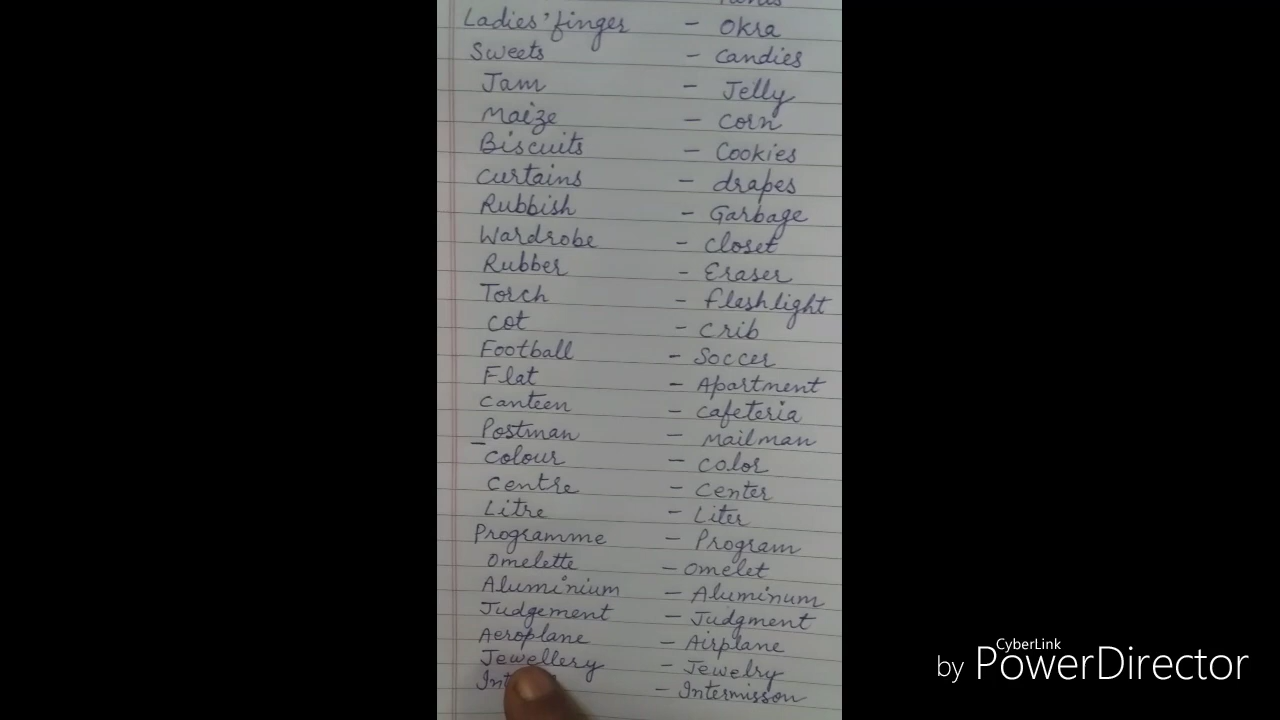 Ladies' finger - Okra
Sweets - Candies
Jam - Jelly
Maize - Corn
Biscuits - Cookies
Curtains - drapes
Rubbish - Garbage
Wardrobe - Closet
Rubber - Eraser
Torch - flashlight
Cot - Crib
Football - Soccer
Flat - Apartment
Canteen - Cafeteria
Postman - Mailman
Colour - Color
Centre - Center
Litre - Liter
Programme - Program
Omelette - Omelet
Aluminium - Aluminum
Judgement - Judgment
Aeroplane - Airplane
Jewellery - Jewelry
- Intermisson
CyberLink
by PowerDirector